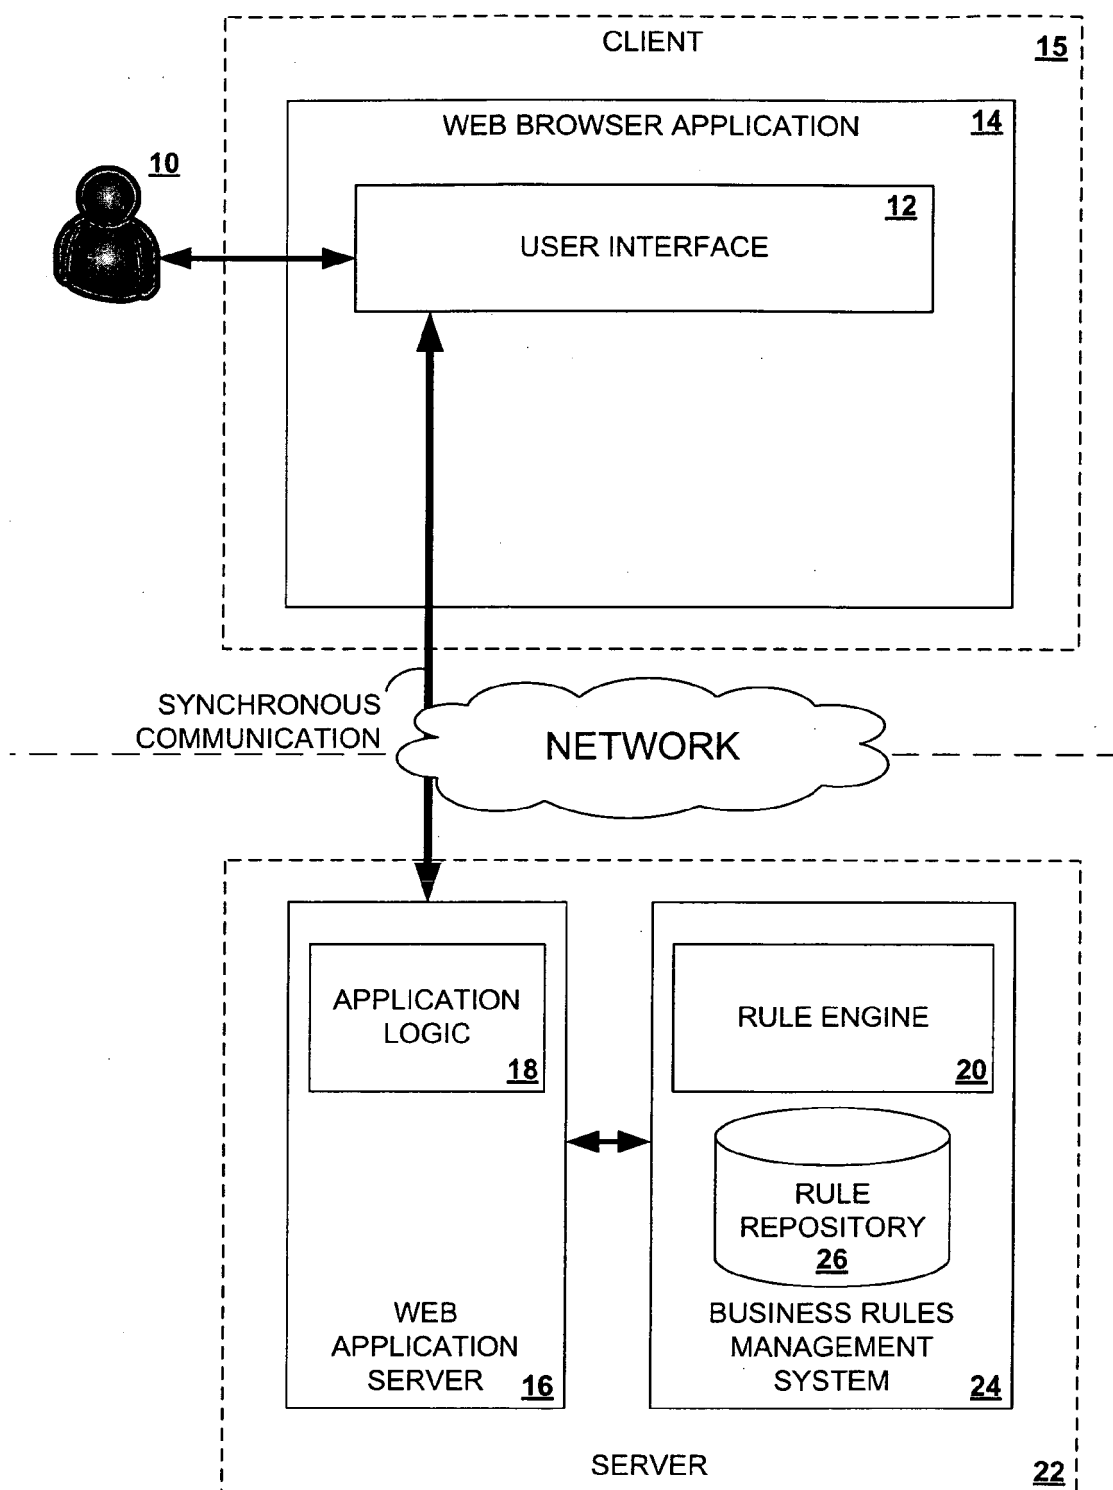 CLIENT
15
WEB BROWSER APPLICATION
14
10
12
USER INTERFACE
SYNCHRONOUS
COMMUNICATION
NETWORK
APPLICATION
LOGIC
18
RULE ENGINE
20
RULE
REPOSITORY
26
WEB
APPLICATION
SERVER
16
BUSINESS RULES
MANAGEMENT
SYSTEM
24
SERVER
22